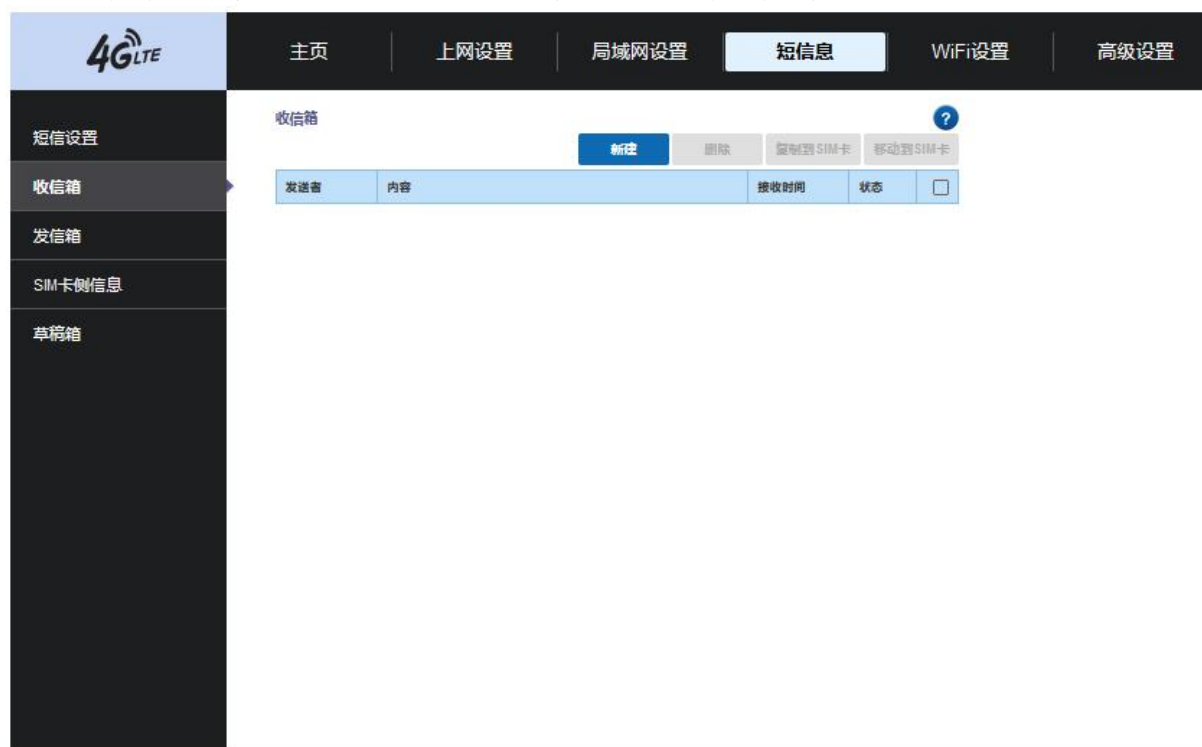 4G LTE
主页 上网设置 局域网设置 短信息 WiFi设置 高级设置
短信设置
收信箱
发信箱
SIM卡侧信息
草稿箱
收信箱 ?
新建 删除 复制到SIM卡 移动到SIM卡
发送者 内容 接收时间 状态